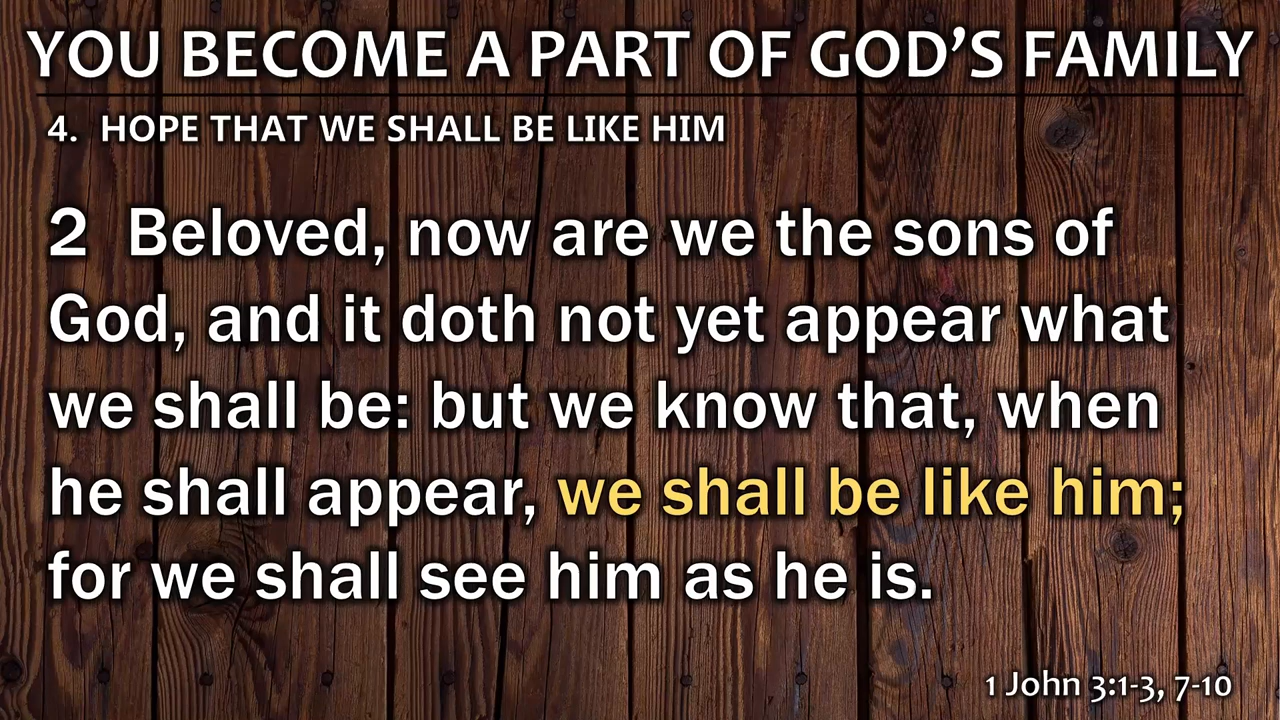 YOU BECOME A PART OF GOD’S FAMILY
4. HOPE THAT WE SHALL BE LIKE HIM
2 Beloved, now are we the sons of
God, and it doth not yet appear what
we shall be: but we know that, when
he shall appear, we shall be like him;
for we shall see him as he is.
1 John 3:1-3, 7-10